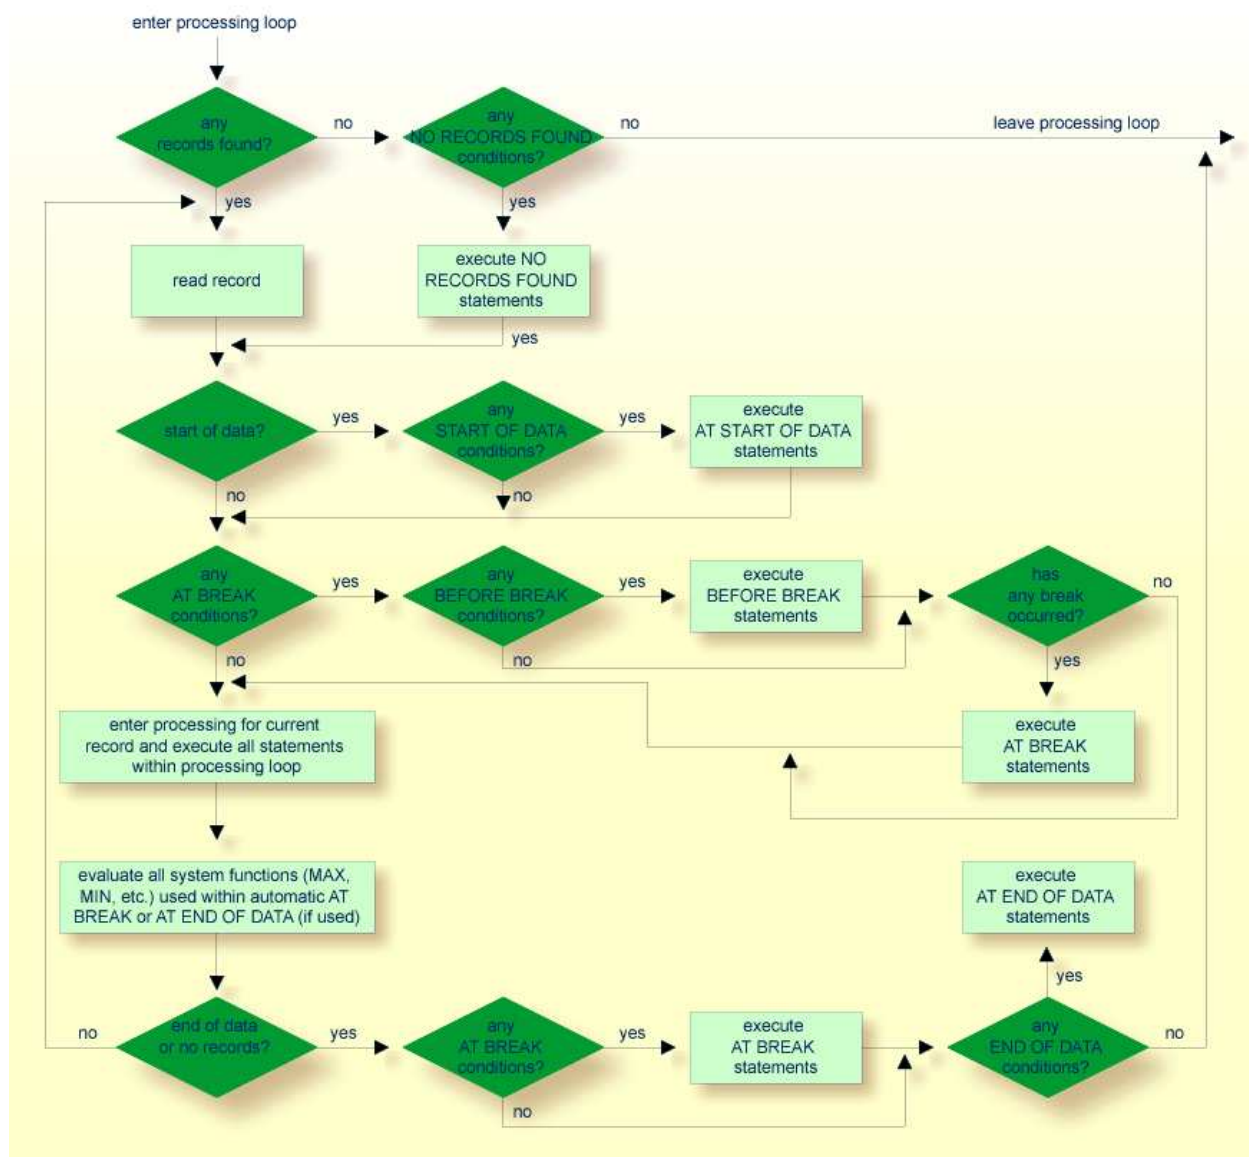 enter processing loop
any
records found?
no
any
NO RECORDS FOUND
conditions?
no
leave processing loop
yes
yes
read record
execute NO
RECORDS FOUND
statements
yes
start of data?
yes
any
START OF DATA
conditions?
yes
execute
AT START OF DATA
statements
no
no
any
AT BREAK
conditions?
yes
any
BEFORE BREAK
conditions?
yes
execute
BEFORE BREAK
statements
has
any break
occurred?
no
no
no
yes
enter processing for current
record and execute all statements
within processing loop
execute
AT BREAK
statements
evaluate all system functions (MAX,
MIN, etc.) used within automatic AT
BREAK or AT END OF DATA (if used)
execute
AT END OF DATA
statements
yes
no
end of data
or no records?
yes
any
AT BREAK
conditions?
yes
execute
AT BREAK
statements
any
END OF DATA
conditions?
no
no